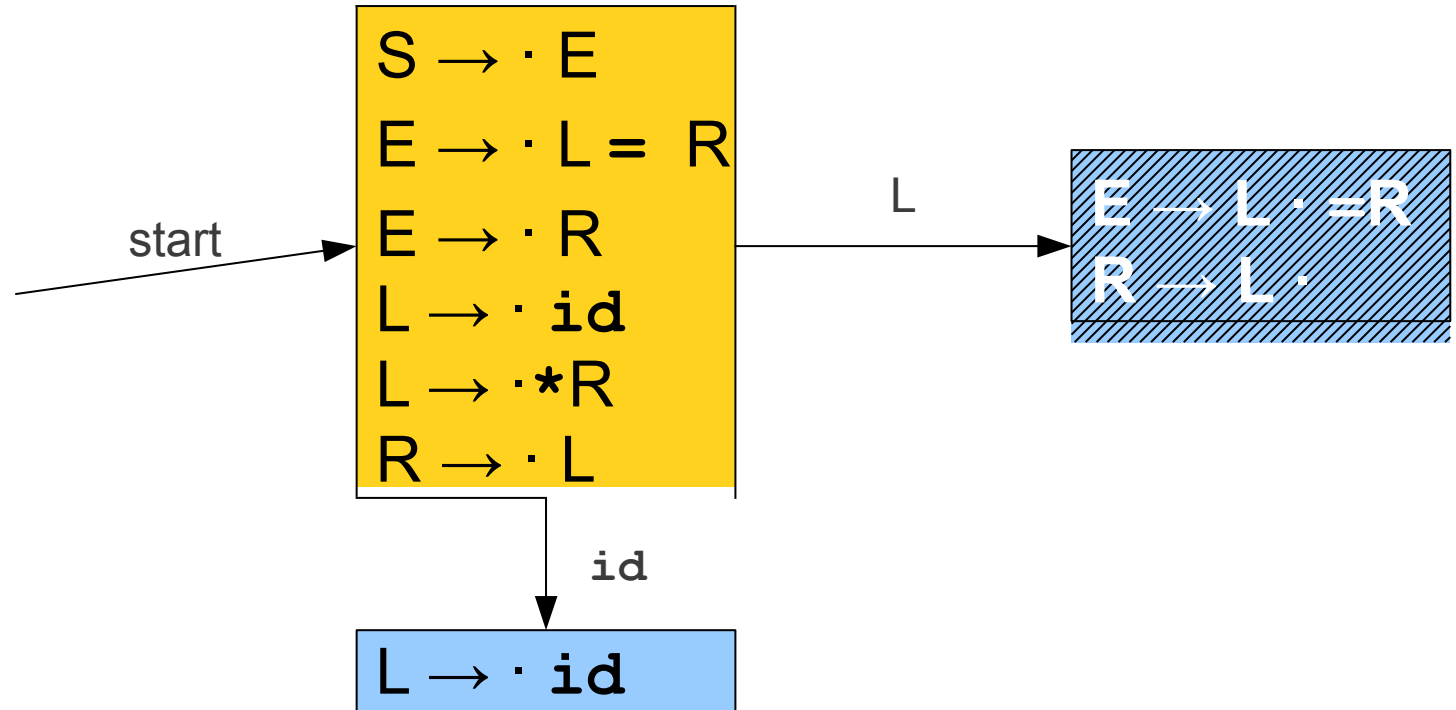 S → · E
E → · L = R
E → · R
L → · id
L → ·*R
R → · L
start
L
E → L · =R
R → L ·
id
L → · id